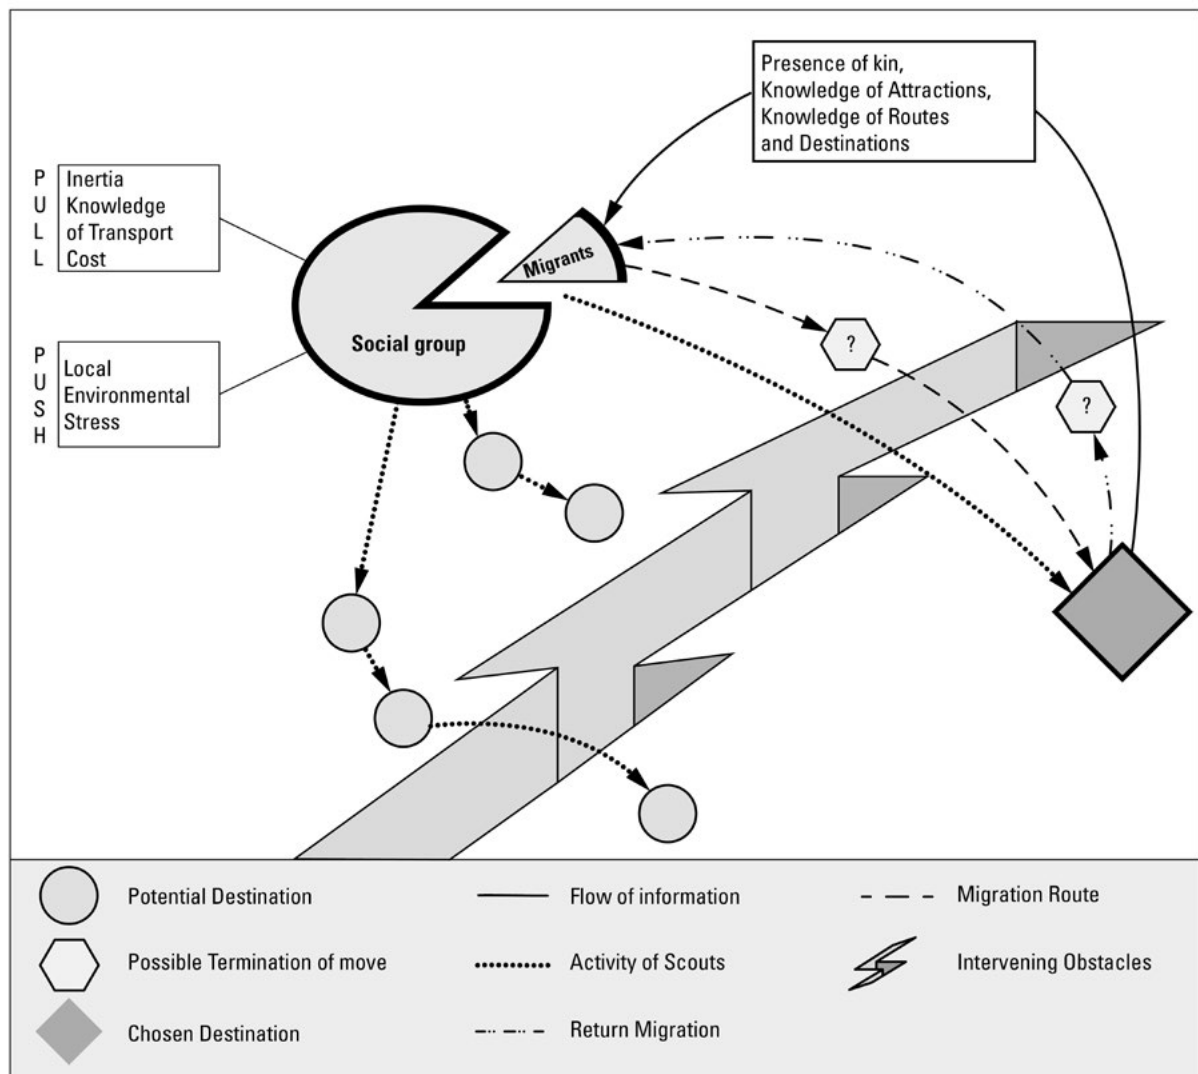 Presence of kin,
Knowledge of Attractions,
Knowledge of Routes
and Destinations
PULL
Inertia
Knowledge
of Transport
Cost
Migrants
Social group
?
?
PUSH
Local
Environmental
Stress
Potential Destination
Flow of information
Migration Route
Possible Termination of move
Activity of Scouts
Intervening Obstacles
Chosen Destination
Return Migration